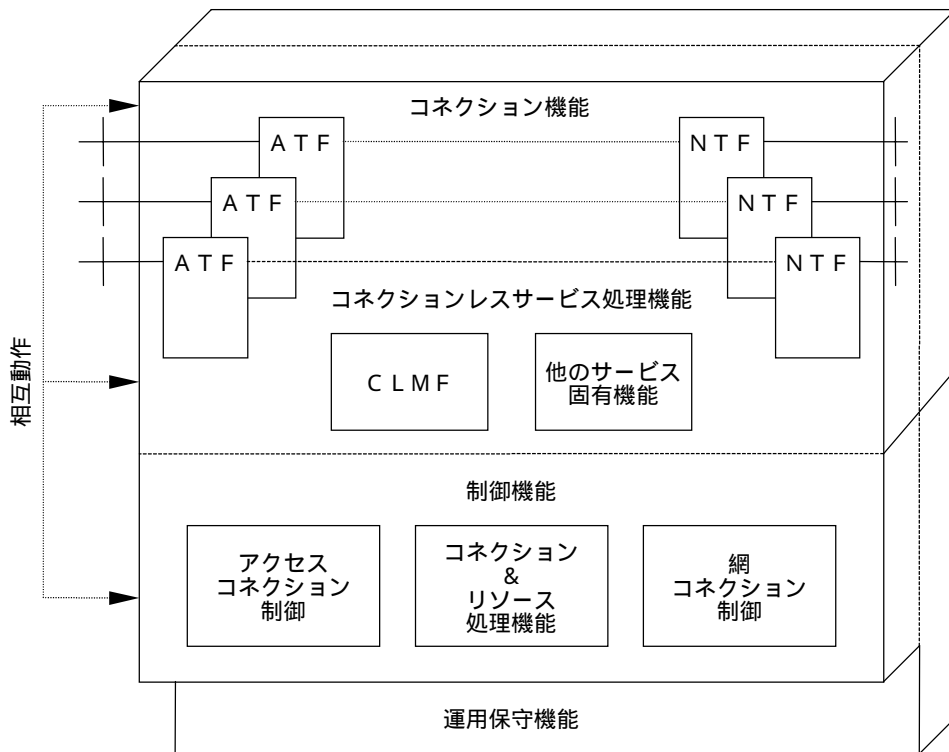 コネクション機能
ATF
NTF
ATF
NTF
ATF
NTF
コネクションレスサービス処理機能
相互動作
CLMF
他のサービス
固有機能
制御機能
アクセス
コネクション
制御
コネクション
&
リソース
処理機能
網
コネクション
制御
運用保守機能